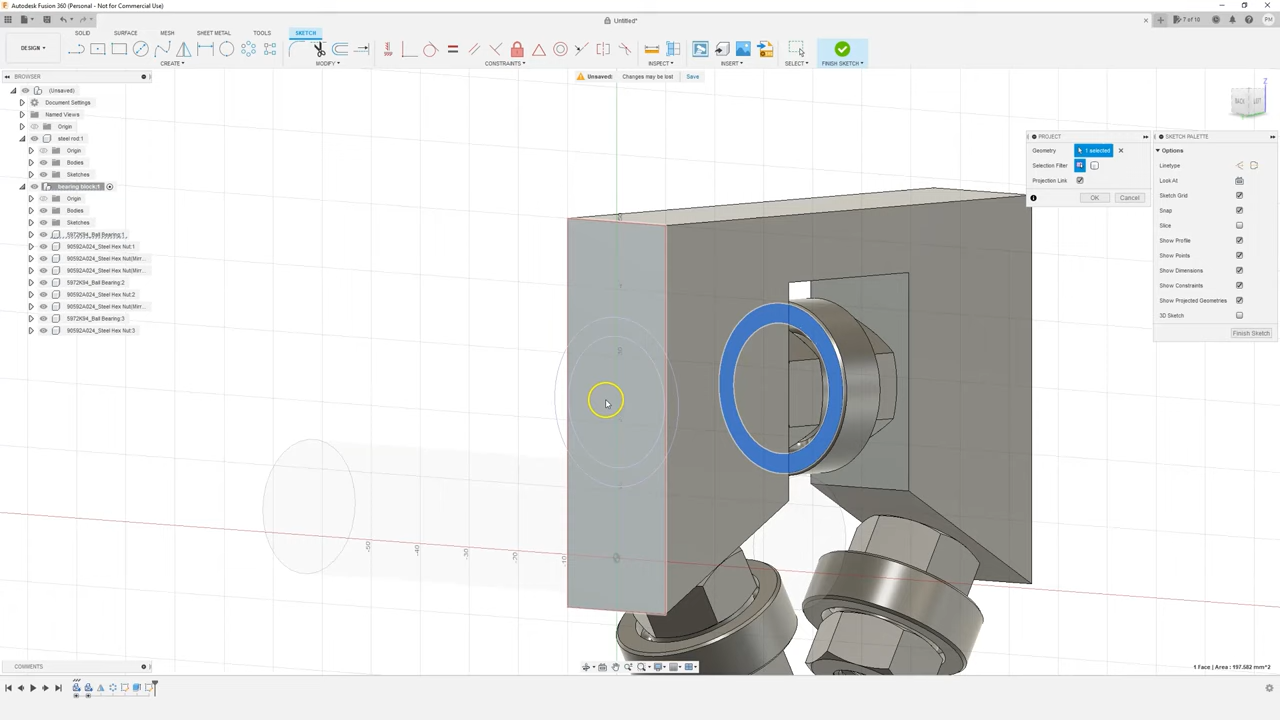 Autodesk Fusion 360 (Personal - Not for Commercial Use)
Untitled*
7 of 10
PM
DESIGN
SOLID
SURFACE
MESH
SHEET METAL
TOOLS
SKETCH
CREATE
MODIFY
CONSTRAINTS
INSPECT
INSERT
SELECT
FINISH SKETCH
BROWSER
Unsaved:
Changes may be lost
Save
(Unsaved)
Document Settings
Named Views
Origin
steel rod:1
Origin
Bodies
Sketches
bearing block:1
Origin
Bodies
Sketches
5972K94_Ball Bearing:1
90592A024_Steel Hex Nut:1
90592A024_Steel Hex Nut(Mirr...
90592A024_Steel Hex Nut(Mirr...
5972K94_Ball Bearing:2
90592A024_Steel Hex Nut:2
90592A024_Steel Hex Nut(Mirr...
5972K94_Ball Bearing:3
90592A024_Steel Hex Nut:3
Z
BACK
LEFT
PROJECT
Geometry
1 selected
Selection Filter
Projection Link
OK
Cancel
SKETCH PALETTE
Options
Linetype
Look At
Sketch Grid
Snap
Slice
Show Profile
Show Points
Show Dimensions
Show Constraints
Show Projected Geometries
3D Sketch
Finish Sketch
COMMENTS
1 Face | Area : 197.582 mm^2